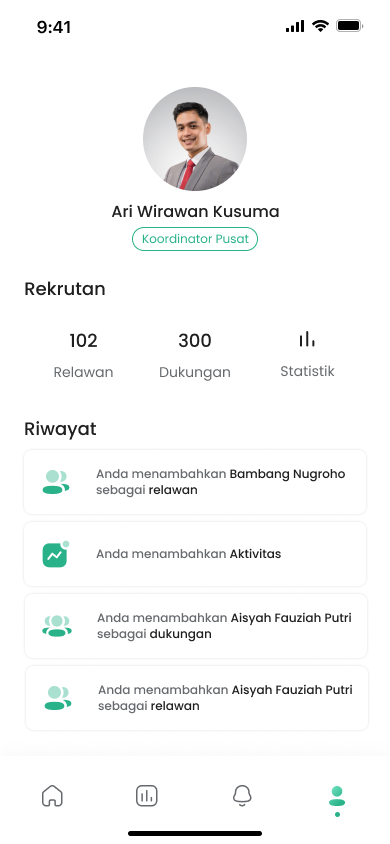 9:41
Ari Wirawan Kusuma
Koordinator Pusat
Rekrutan
102
300
Relawan
Dukungan
Statistik
Riwayat
Anda menambahkan Bambang Nugroho
sebagai relawan
Anda menambahkan Aktivitas
Anda menambahkan Aisyah Fauziah Putri
sebagai dukungan
Anda menambahkan Aisyah Fauziah Putri
sebagai relawan